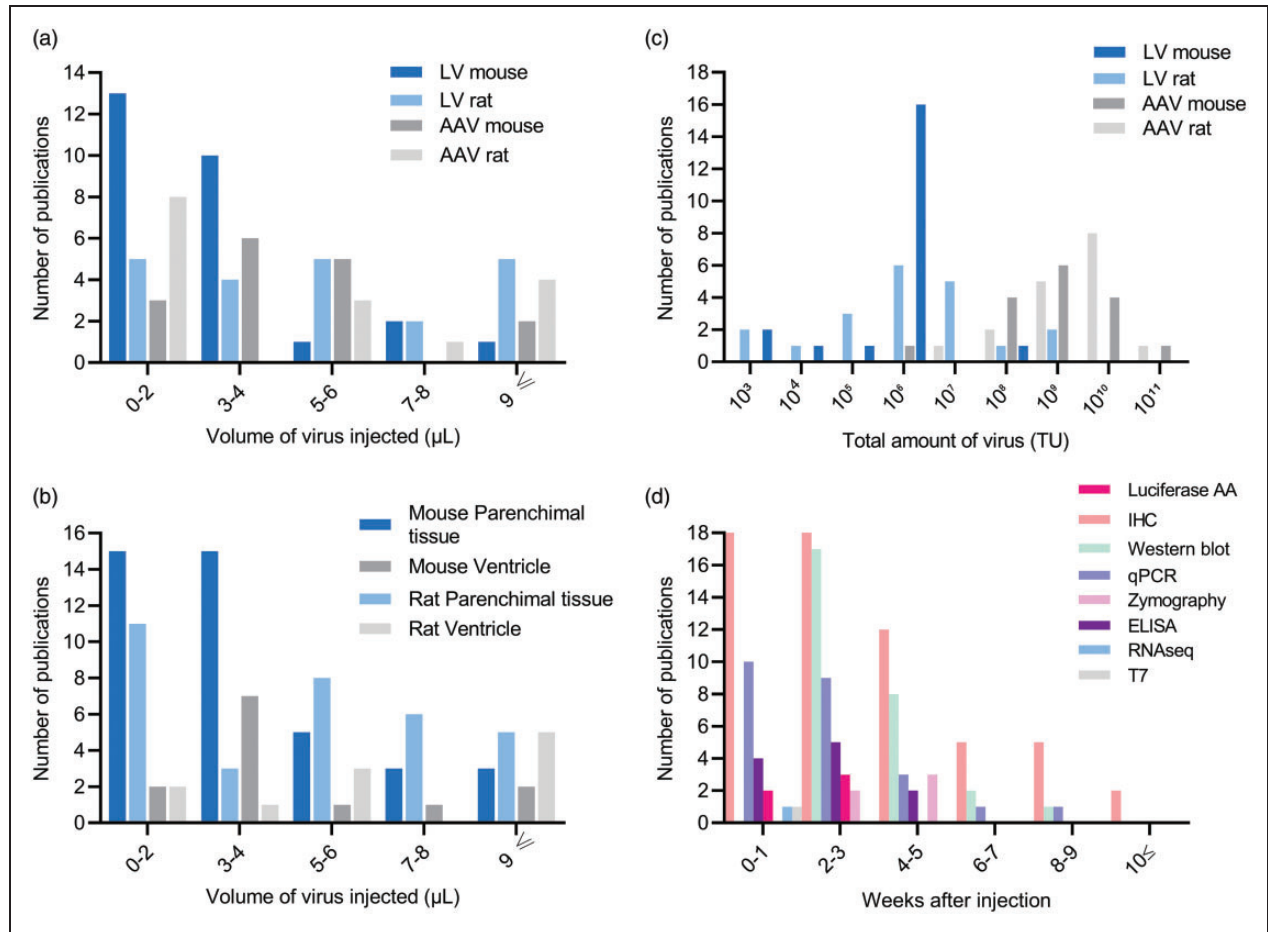 (a)
LV mouse
LV rat
AAV mouse
AAV rat
14
12
10
8
6
4
2
0
Number of publications
0-2
3-4
5-6
7-8
9 ≤
Volume of virus injected (µL)
(b)
Mouse Parenchimal
tissue
Mouse Ventricle
Rat Parenchimal tissue
Rat Ventricle
16
14
12
10
8
6
4
2
0
Number of publications
0-2
3-4
5-6
7-8
9 ≤
Volume of virus injected (µL)
(c)
LV mouse
LV rat
AAV mouse
AAV rat
18
16
14
12
10
8
6
4
2
0
Number of publications
10³
10⁴
10⁵
10⁶
10⁷
10⁸
10⁹
10¹⁰
10¹¹
Total amount of virus (TU)
(d)
Luciferase AA
IHC
Western blot
qPCR
Zymography
ELISA
RNAseq
T7
18
16
14
12
10
8
6
4
2
0
Number of publications
0-1
2-3
4-5
6-7
8-9
10≤
Weeks after injection